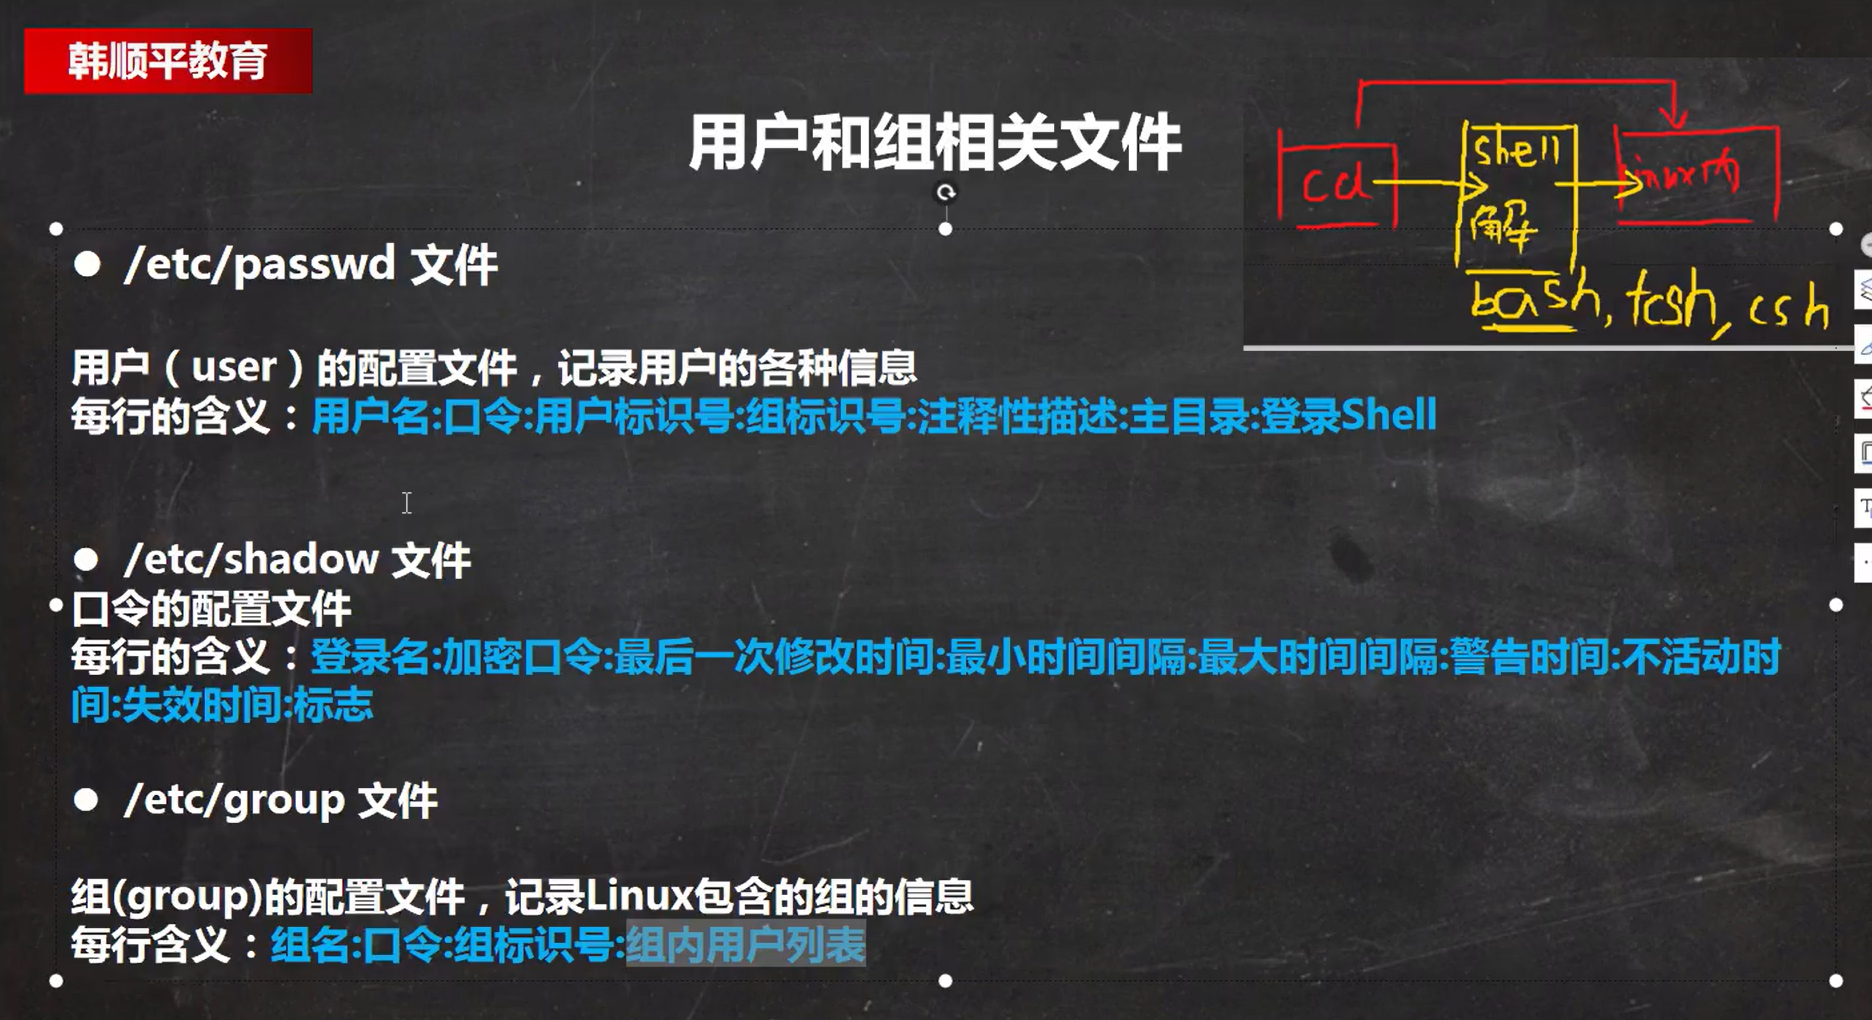 韩顺平教育
用户和组相关文件
cd
shell
解
bash, tcsh, csh
● /etc/passwd 文件
用户（user）的配置文件，记录用户的各种信息
每行的含义：用户名:口令:用户标识号:组标识号:注释性描述:主目录:登录Shell
● /etc/shadow 文件
口令的配置文件
每行的含义：登录名:加密口令:最后一次修改时间:最小时间间隔:最大时间间隔:警告时间:不活动时
间:失效时间:标志
● /etc/group 文件
组(group)的配置文件，记录Linux包含的组的信息
每行含义：组名:口令:组标识号:组内用户列表